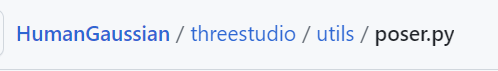 HumanGaussian / threestudio / utils / poser.py